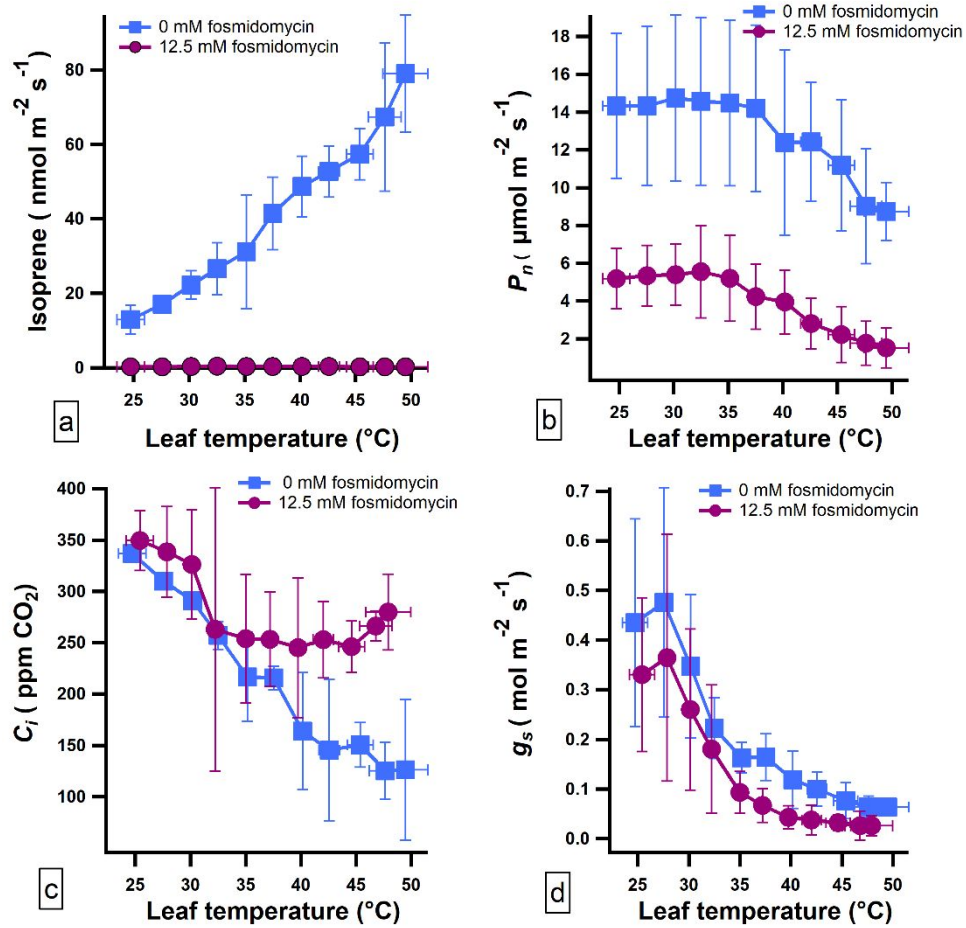 0 mM fosmidomycin
12.5 mM fosmidomycin
Isoprene ( nmol m⁻² s⁻¹)
80
60
40
20
0
25 30 35 40 45 50
Leaf temperature (°C)
a
0 mM fosmidomycin
12.5 mM fosmidomycin
Pₙ ( µmol m⁻² s⁻¹)
18
16
14
12
10
8
6
4
2
25 30 35 40 45 50
Leaf temperature (°C)
b
0 mM fosmidomycin
12.5 mM fosmidomycin
Cᵢ ( ppm CO₂)
400
350
300
250
200
150
100
25 30 35 40 45 50
Leaf temperature (°C)
c
0 mM fosmidomycin
12.5 mM fosmidomycin
gₛ ( mol m⁻² s⁻¹)
0.7
0.6
0.5
0.4
0.3
0.2
0.1
0.0
25 30 35 40 45 50
Leaf temperature (°C)
d